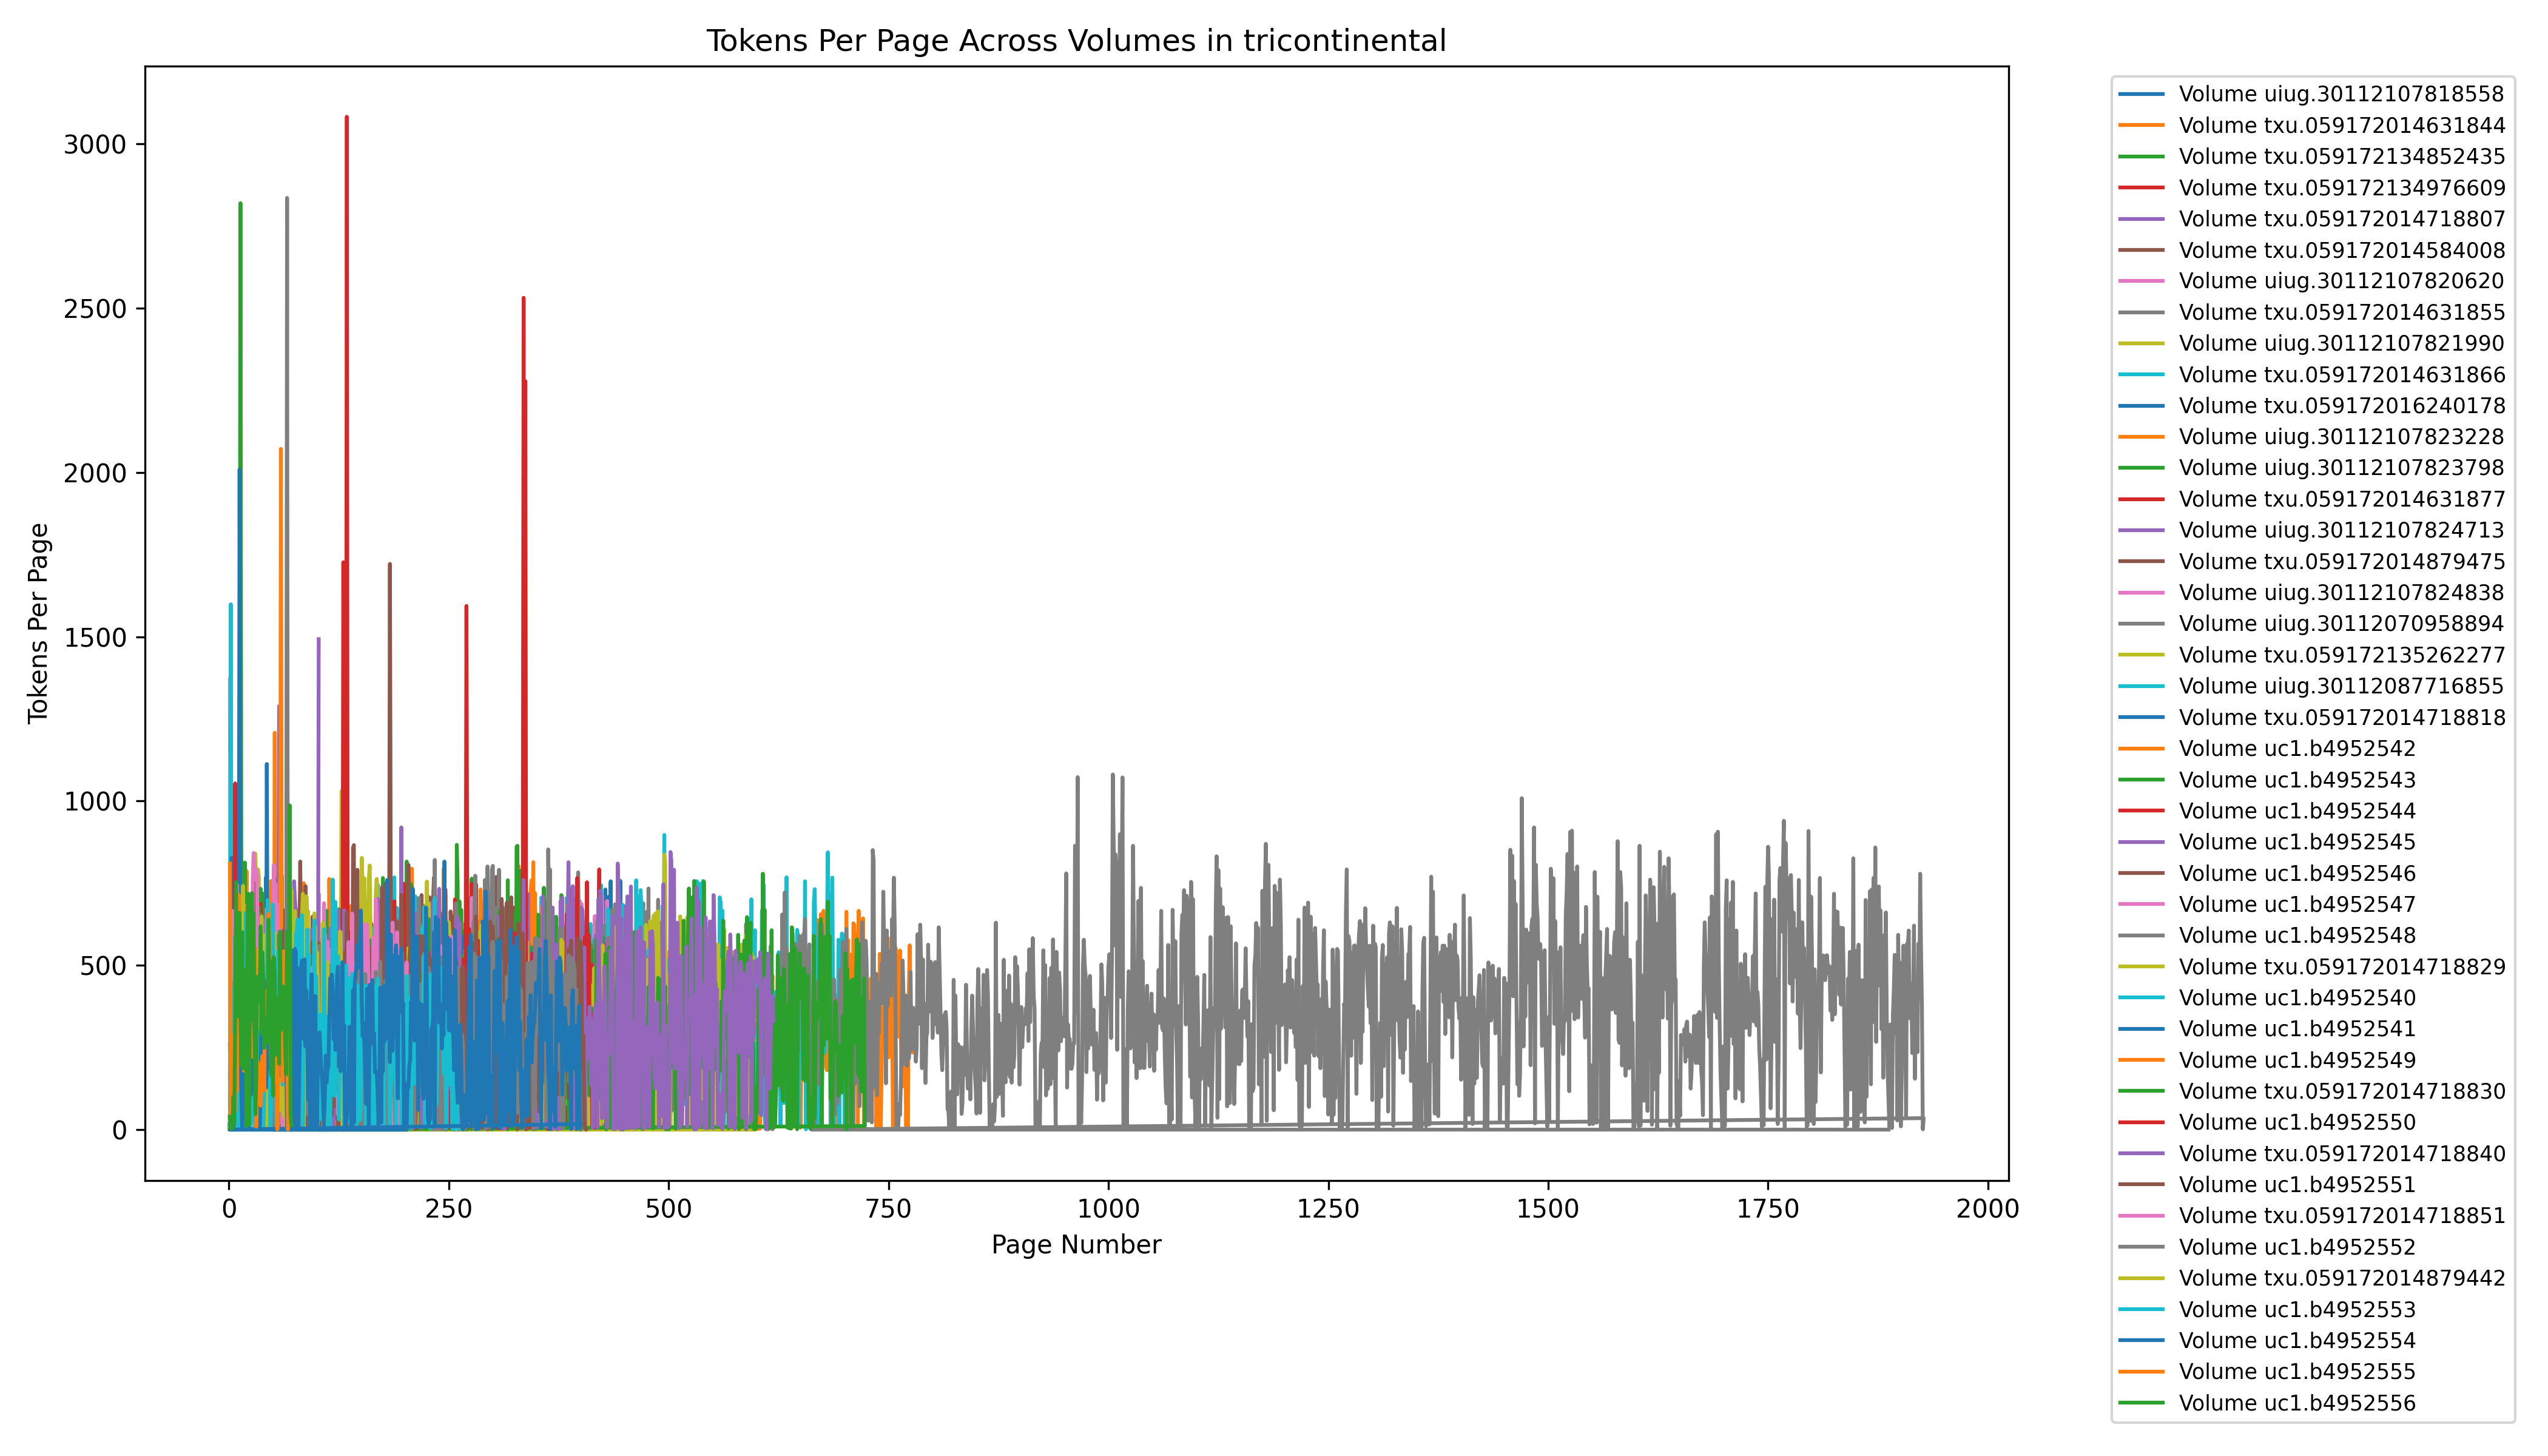 Tokens Per Page Across Volumes in tricontinental
3000
2500
2000
1500
1000
500
0
Tokens Per Page
0 250 500 750 1000 1250 1500 1750 2000
Page Number
Volume uiug.30112107818558
Volume txu.059172014631844
Volume txu.059172134852435
Volume txu.059172134976609
Volume txu.059172014718807
Volume txu.059172014584008
Volume uiug.30112107820620
Volume txu.059172014631855
Volume uiug.30112107821990
Volume txu.059172014631866
Volume txu.059172016240178
Volume uiug.30112107823228
Volume uiug.30112107823798
Volume txu.059172014631877
Volume uiug.30112107824713
Volume txu.059172014879475
Volume uiug.30112107824838
Volume uiug.30112070958894
Volume txu.059172135262277
Volume uiug.30112087716855
Volume txu.059172014718818
Volume uc1.b4952542
Volume uc1.b4952543
Volume uc1.b4952544
Volume uc1.b4952545
Volume uc1.b4952546
Volume uc1.b4952547
Volume uc1.b4952548
Volume txu.059172014718829
Volume uc1.b4952540
Volume uc1.b4952541
Volume uc1.b4952549
Volume txu.059172014718830
Volume uc1.b4952550
Volume txu.059172014718840
Volume uc1.b4952551
Volume txu.059172014718851
Volume uc1.b4952552
Volume txu.059172014879442
Volume uc1.b4952553
Volume uc1.b4952554
Volume uc1.b4952555
Volume uc1.b4952556